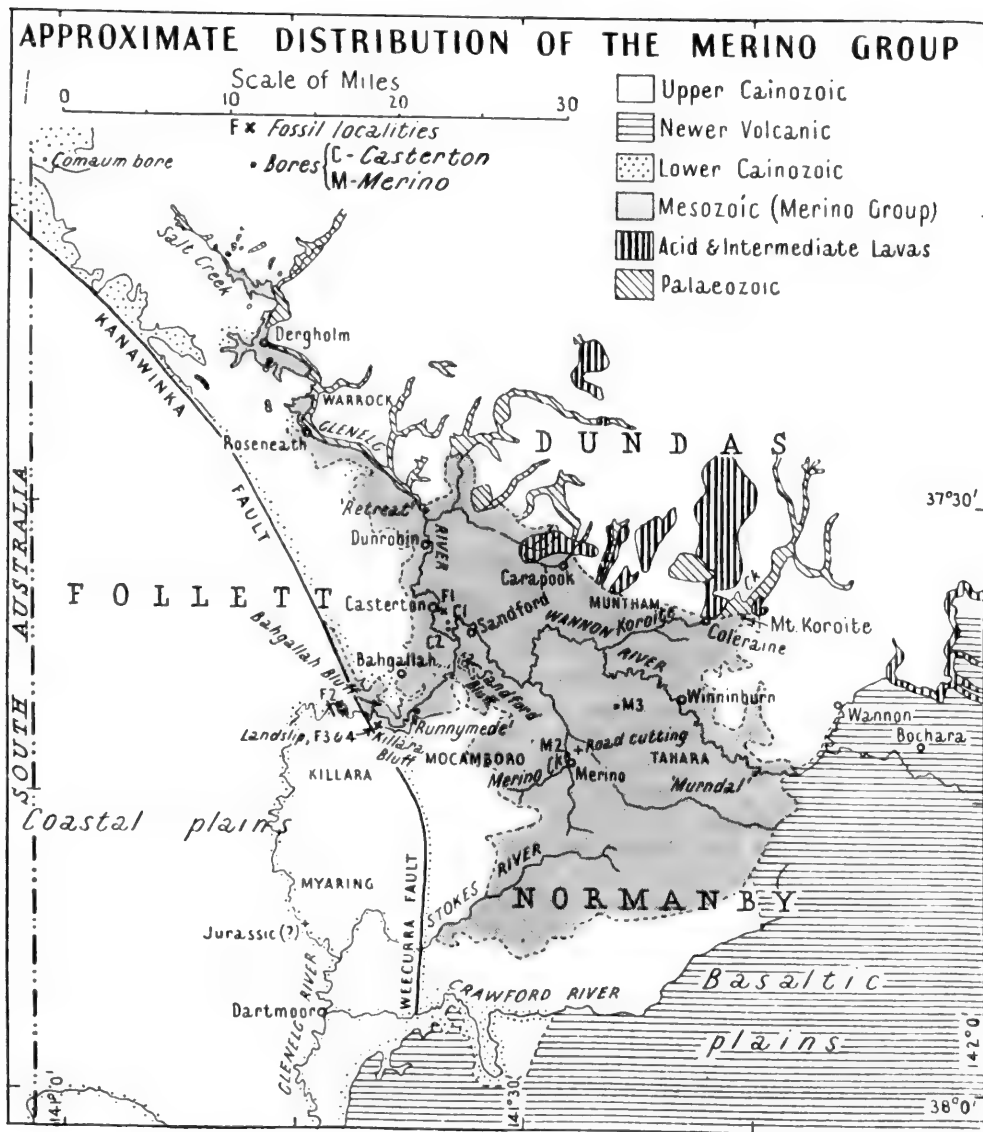 APPROXIMATE DISTRIBUTION OF THE MERINO GROUP
Scale of Miles
0 10 20 30
F x Fossil localities
• Bores { C-Casterton
M-Merino
Upper Cainozoic
Newer Volcanic
Lower Cainozoic
Mesozoic (Merino Group)
Acid & Intermediate Lavas
Palaeozoic
Comaum bore
Salt Creek
Dergholm
KANAWINKA
FAULT
WARROCK
GLENELG
RIVER
Roseneath
DUNDAS
37°30'
'Retreat'
Dunrobin
SOUTH AUSTRALIA
FOLLETT
Carapook
MUNTHAM
Casterton
F1
C1
C2
Sandford
WANNON
RIVER
Koroite
Ck
Mt. Koroite
Coleraine
Bahgallah
Bahgallah Bluff
Sandford
Bluff
F2
Landslip, F3&4
Killara
Bluff
'Runnymede'
KILLARA
MOCAMBORO
M3
Winninburn
Wannon
Bochara
M2
+Road cutting
Merino
Ck
Merino
TAHARA
'Murndal'
Coastal plains
MYARING
Jurassic(?)
WEECURRA FAULT
STOKES
RIVER
NORMANBY
Dartmoor
GLENELG RIVER
CRAWFORD RIVER
Basaltic
plains
141°0'
141°30'
142°0'
38°0'